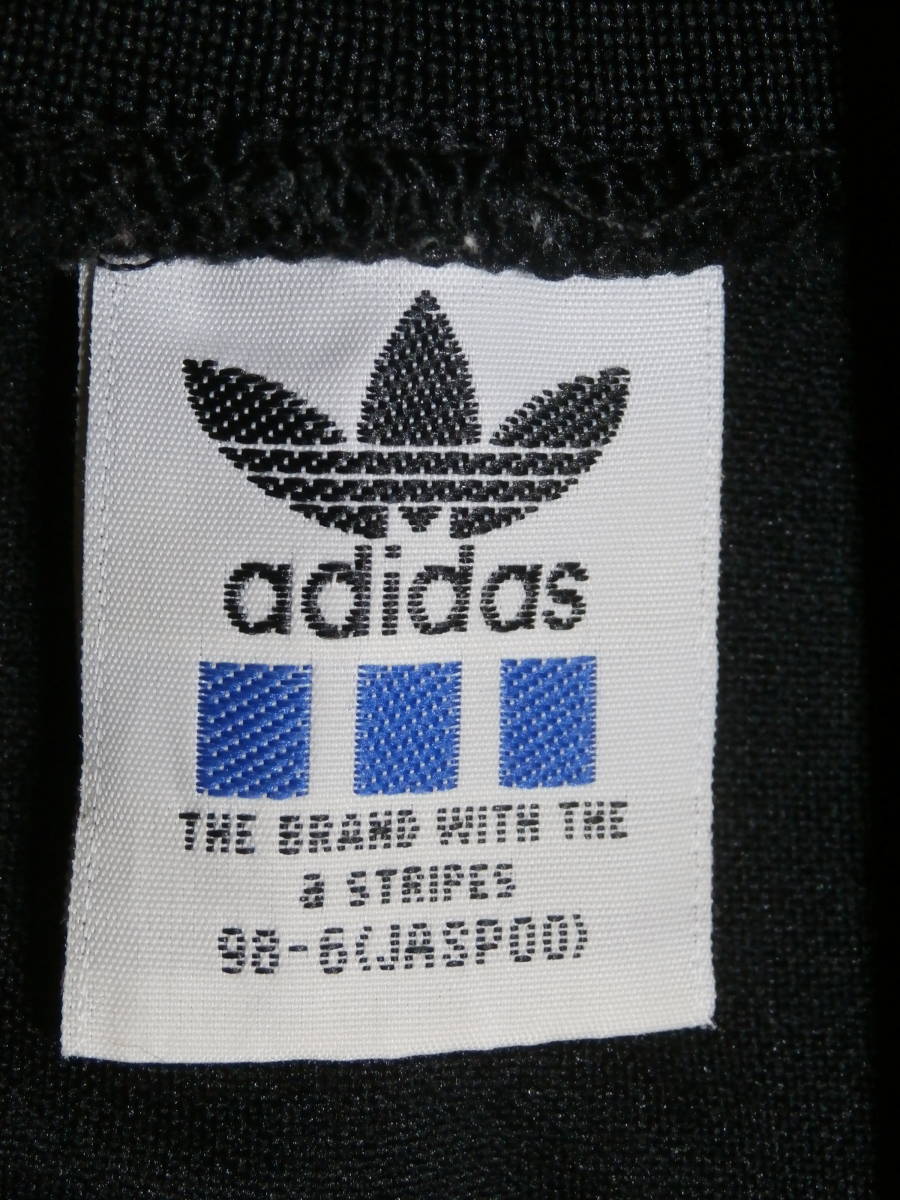 adidas
THE BRAND WITH THE
3 STRIPES
98-6(JASPOO)